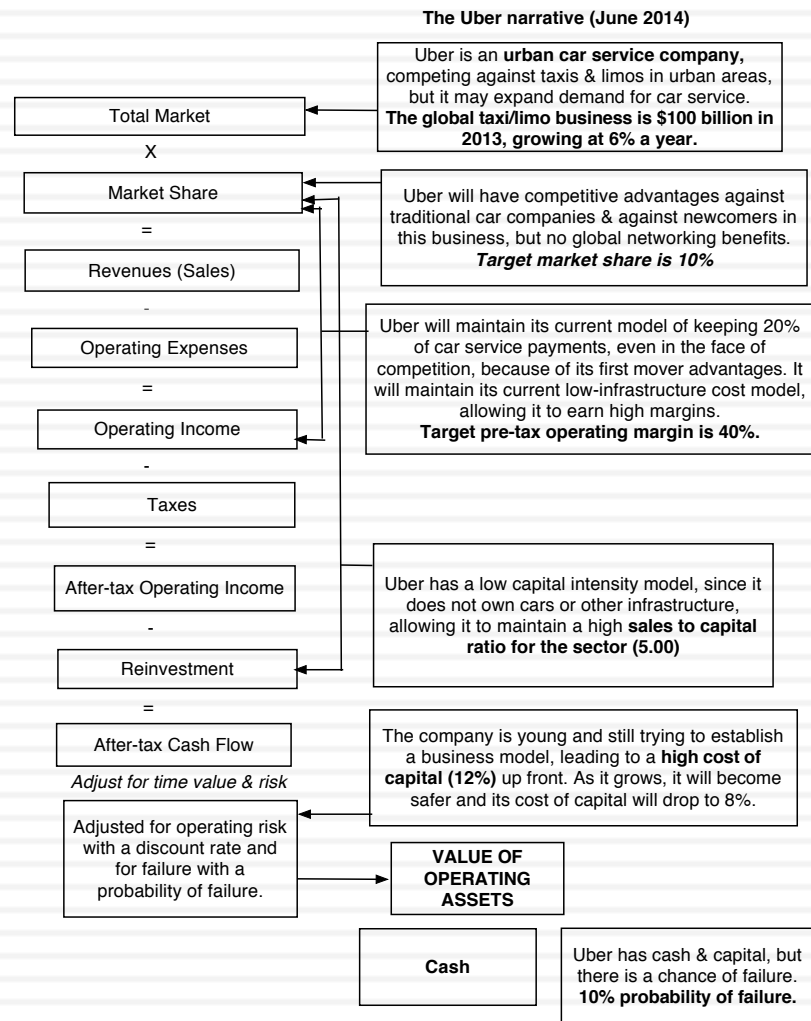 The Uber narrative (June 2014)
Uber is an urban car service company,
competing against taxis & limos in urban areas,
but it may expand demand for car service.
The global taxi/limo business is $100 billion in
2013, growing at 6% a year.
Total Market
X
Market Share
Uber will have competitive advantages against
traditional car companies & against newcomers in
this business, but no global networking benefits.
Target market share is 10%
=
Revenues (Sales)
-
Operating Expenses
Uber will maintain its current model of keeping 20%
of car service payments, even in the face of
competition, because of its first mover advantages. It
will maintain its current low-infrastructure cost model,
allowing it to earn high margins.
Target pre-tax operating margin is 40%.
=
Operating Income
-
Taxes
=
After-tax Operating Income
Uber has a low capital intensity model, since it
does not own cars or other infrastructure,
allowing it to maintain a high sales to capital
ratio for the sector (5.00)
-
Reinvestment
=
After-tax Cash Flow
The company is young and still trying to establish
a business model, leading to a high cost of
capital (12%) up front. As it grows, it will become
safer and its cost of capital will drop to 8%.
Adjust for time value & risk
Adjusted for operating risk
with a discount rate and
for failure with a
probability of failure.
VALUE OF
OPERATING
ASSETS
Cash
Uber has cash & capital, but
there is a chance of failure.
10% probability of failure.